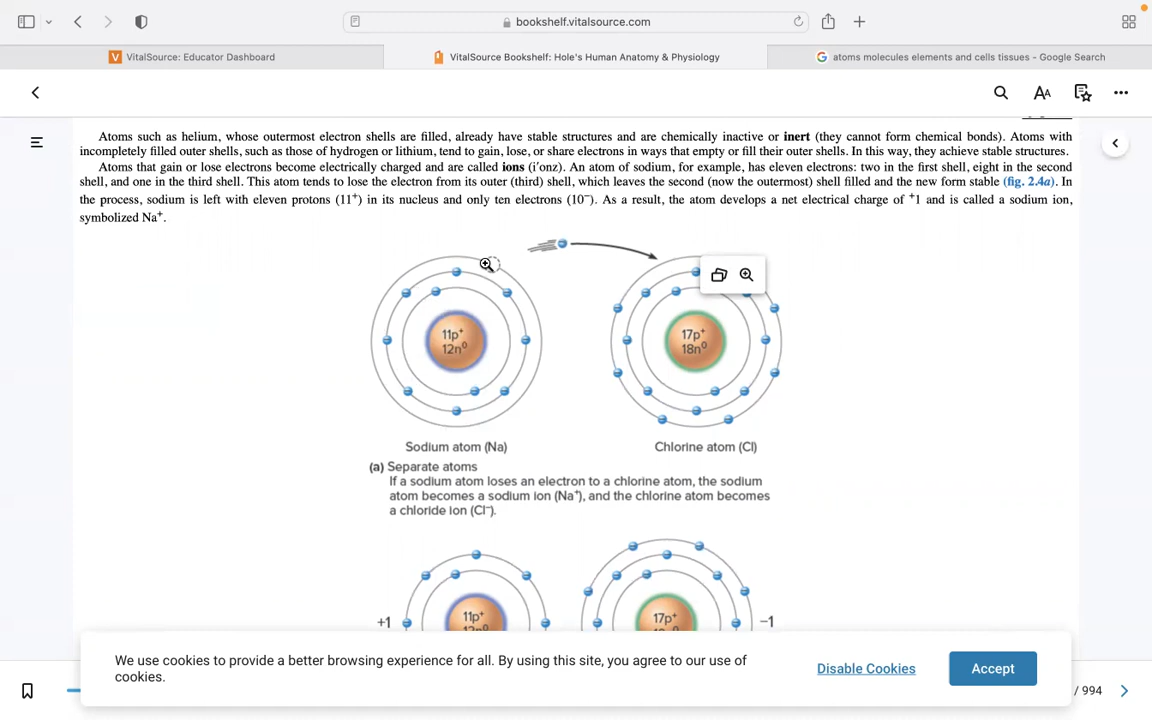 bookshelf.vitalsource.com
VitalSource: Educator Dashboard
VitalSource Bookshelf: Hole's Human Anatomy & Physiology
atoms molecules elements and cells tissues - Google Search
AA
Atoms such as helium, whose outermost electron shells are filled, already have stable structures and are chemically inactive or inert (they cannot form chemical bonds). Atoms with
incompletely filled outer shells, such as those of hydrogen or lithium, tend to gain, lose, or share electrons in ways that empty or fill their outer shells. In this way, they achieve stable structures.
Atoms that gain or lose electrons become electrically charged and are called ions (i′onz). An atom of sodium, for example, has eleven electrons: two in the first shell, eight in the second
shell, and one in the third shell. This atom tends to lose the electron from its outer (third) shell, which leaves the second (now the outermost) shell filled and the new form stable (fig. 2.4a). In
the process, sodium is left with eleven protons (11⁺) in its nucleus and only ten electrons (10⁻). As a result, the atom develops a net electrical charge of ⁺1 and is called a sodium ion,
symbolized Na⁺.
11p⁺
12n⁰
17p⁺
18n⁰
Sodium atom (Na)
Chlorine atom (Cl)
(a) Separate atoms
If a sodium atom loses an electron to a chlorine atom, the sodium
atom becomes a sodium ion (Na⁺), and the chlorine atom becomes
a chloride ion (Cl⁻).
+1
11p⁺
17p⁺
−1
We use cookies to provide a better browsing experience for all. By using this site, you agree to our use of
cookies.
Disable Cookies
Accept
/ 994